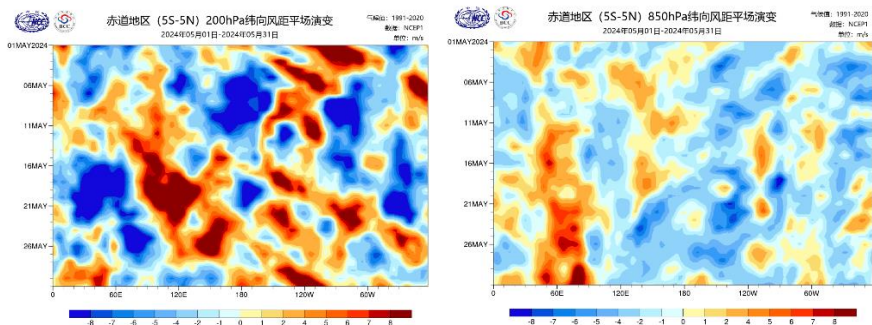 NCC
BCC
赤道地区（5S-5N）200hPa纬向风距平场演变
2024年05月01日-2024年05月31日
气候值：1991-2020
数据：NCEP1
单位：m/s
01MAY2024
06MAY
11MAY
16MAY
21MAY
26MAY
0 60E 120E 180 120W 60W
-8 -7 -6 -5 -4 -2 -1 0 1 2 4 5 6 7 8
NCC
BCC
赤道地区（5S-5N）850hPa纬向风距平场演变
2024年05月01日-2024年05月31日
气候值：1991-2020
数据：NCEP1
单位：m/s
01MAY2024
06MAY
11MAY
16MAY
21MAY
26MAY
0 60E 120E 180 120W 60W
-8 -7 -6 -5 -4 -2 -1 0 1 2 4 5 6 7 8